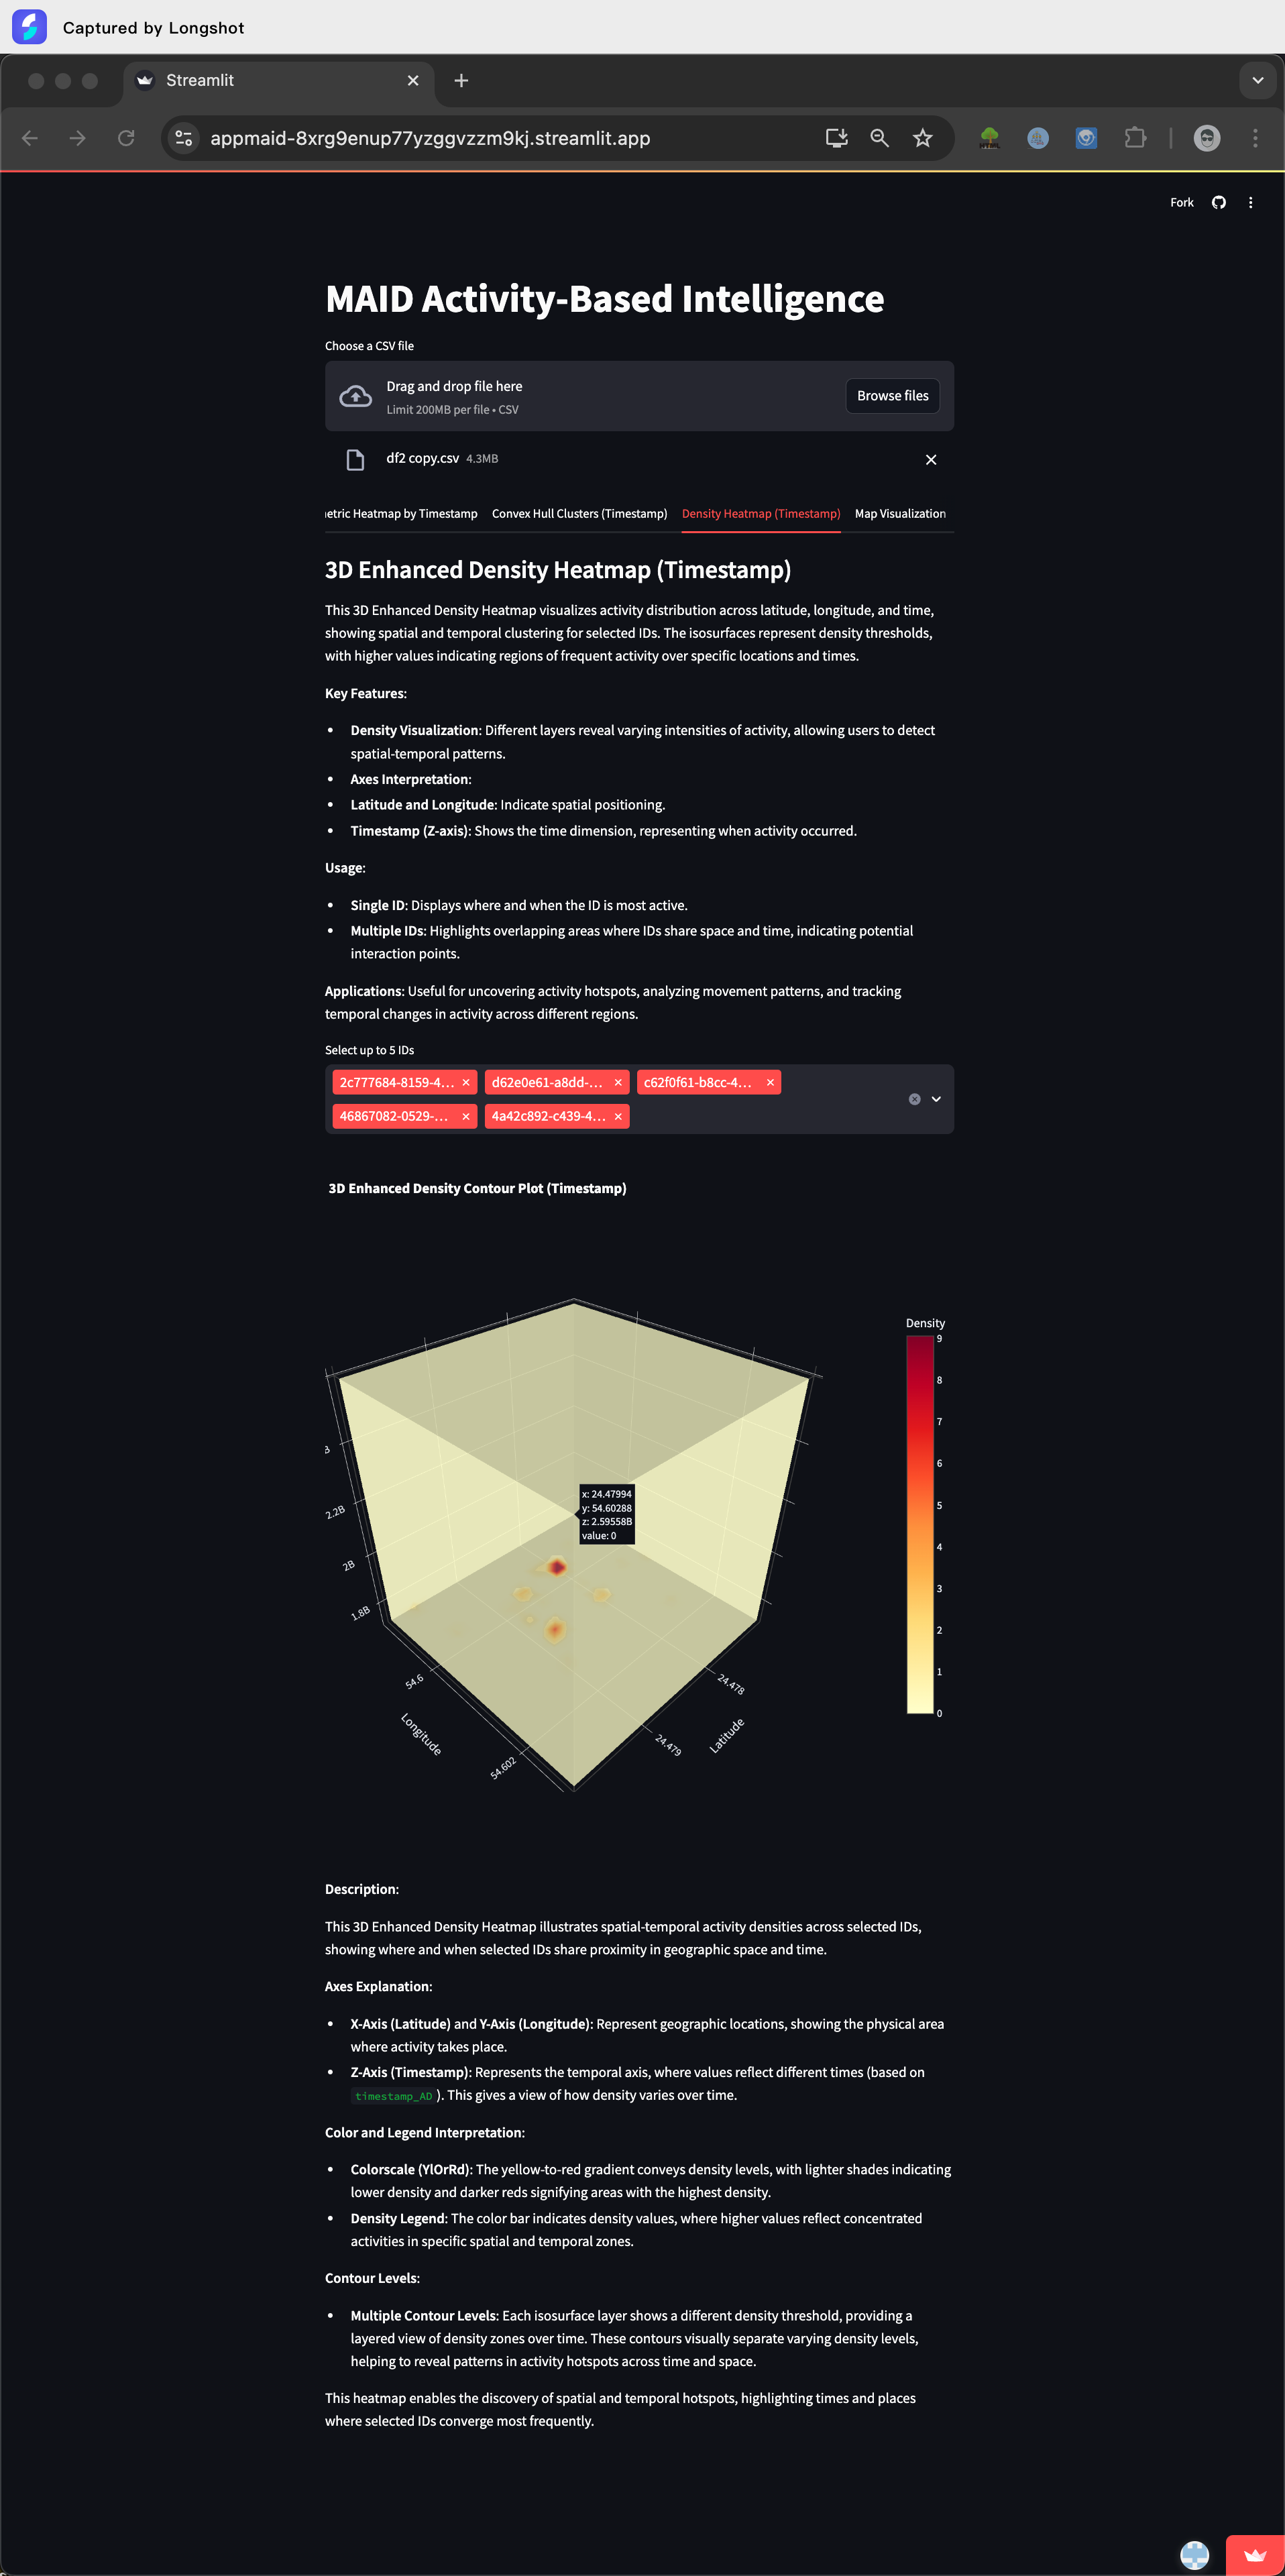 Captured by Longshot
Streamlit
appmaid-8xrg9enup77yzggvzzm9kj.streamlit.app
Fork
MAID Activity-Based Intelligence
Choose a CSV file
Drag and drop file here
Limit 200MB per file • CSV
Browse files
df2 copy.csv 4.3MB
etric Heatmap by Timestamp Convex Hull Clusters (Timestamp) Density Heatmap (Timestamp) Map Visualization
3D Enhanced Density Heatmap (Timestamp)
This 3D Enhanced Density Heatmap visualizes activity distribution across latitude, longitude, and time,
showing spatial and temporal clustering for selected IDs. The isosurfaces represent density thresholds,
with higher values indicating regions of frequent activity over specific locations and times.
Key Features:
• Density Visualization: Different layers reveal varying intensities of activity, allowing users to detect
spatial-temporal patterns.
• Axes Interpretation:
• Latitude and Longitude: Indicate spatial positioning.
• Timestamp (Z-axis): Shows the time dimension, representing when activity occurred.
Usage:
• Single ID: Displays where and when the ID is most active.
• Multiple IDs: Highlights overlapping areas where IDs share space and time, indicating potential
interaction points.
Applications: Useful for uncovering activity hotspots, analyzing movement patterns, and tracking
temporal changes in activity across different regions.
Select up to 5 IDs
2c777684-8159-4... d62e0e61-a8dd-... c62f0f61-b8cc-4...
46867082-0529-... 4a42c892-c439-4...
3D Enhanced Density Contour Plot (Timestamp)
Density
9
8
7
6
5
4
3
2
1
0
x: 24.47994
y: 54.60288
z: 2.59558B
value: 0
2.2B
2B
1.8B
54.6
54.602
Longitude
24.478
24.479
Latitude
Description:
This 3D Enhanced Density Heatmap illustrates spatial-temporal activity densities across selected IDs,
showing where and when selected IDs share proximity in geographic space and time.
Axes Explanation:
• X-Axis (Latitude) and Y-Axis (Longitude): Represent geographic locations, showing the physical area
where activity takes place.
• Z-Axis (Timestamp): Represents the temporal axis, where values reflect different times (based on
timestamp_AD ). This gives a view of how density varies over time.
Color and Legend Interpretation:
• Colorscale (YlOrRd): The yellow-to-red gradient conveys density levels, with lighter shades indicating
lower density and darker reds signifying areas with the highest density.
• Density Legend: The color bar indicates density values, where higher values reflect concentrated
activities in specific spatial and temporal zones.
Contour Levels:
• Multiple Contour Levels: Each isosurface layer shows a different density threshold, providing a
layered view of density zones over time. These contours visually separate varying density levels,
helping to reveal patterns in activity hotspots across time and space.
This heatmap enables the discovery of spatial and temporal hotspots, highlighting times and places
where selected IDs converge most frequently.